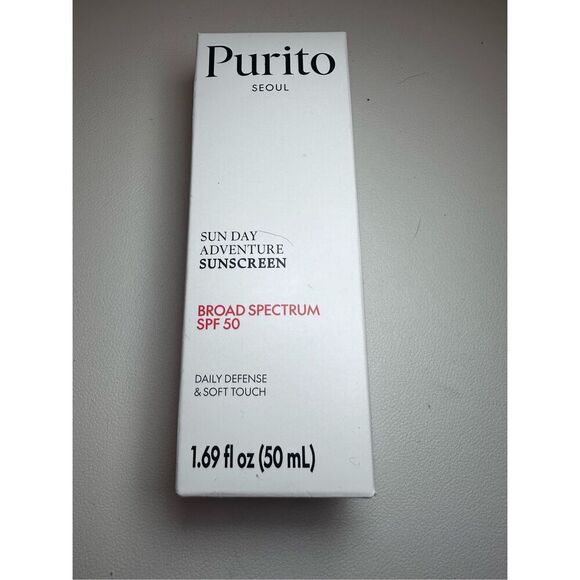 Purito
SEOUL
SUN DAY
ADVENTURE
SUNSCREEN
BROAD SPECTRUM
SPF 50
DAILY DEFENSE
& SOFT TOUCH
1.69 fl oz (50 mL)